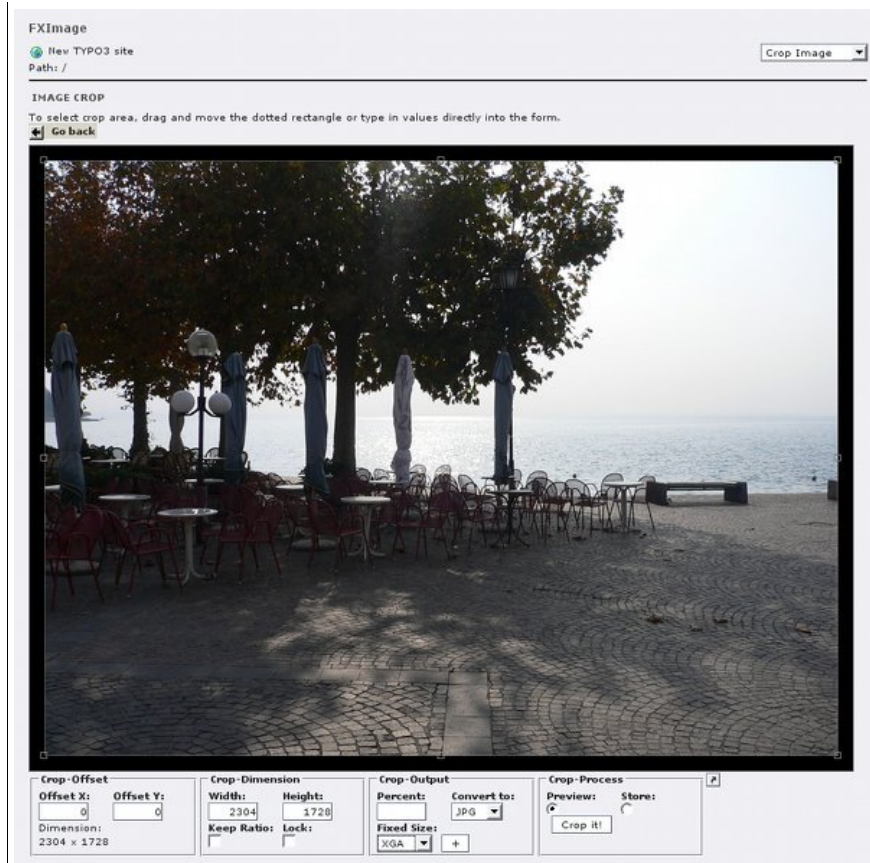 FXImage
New TYPO3 site
Crop Image
Path: /
IMAGE CROP
To select crop area, drag and move the dotted rectangle or type in values directly into the form.
Go back
Crop-Offset
Crop-Dimension
Crop-Output
Crop-Process
Offset X: Offset Y:
Width: Height:
Percent: Convert to:
Preview: Store:
0 0
2304 1728
JPG
Dimension:
Keep Ratio: Lock:
Fixed Size:
Crop it!
2304 x 1728
XGA +